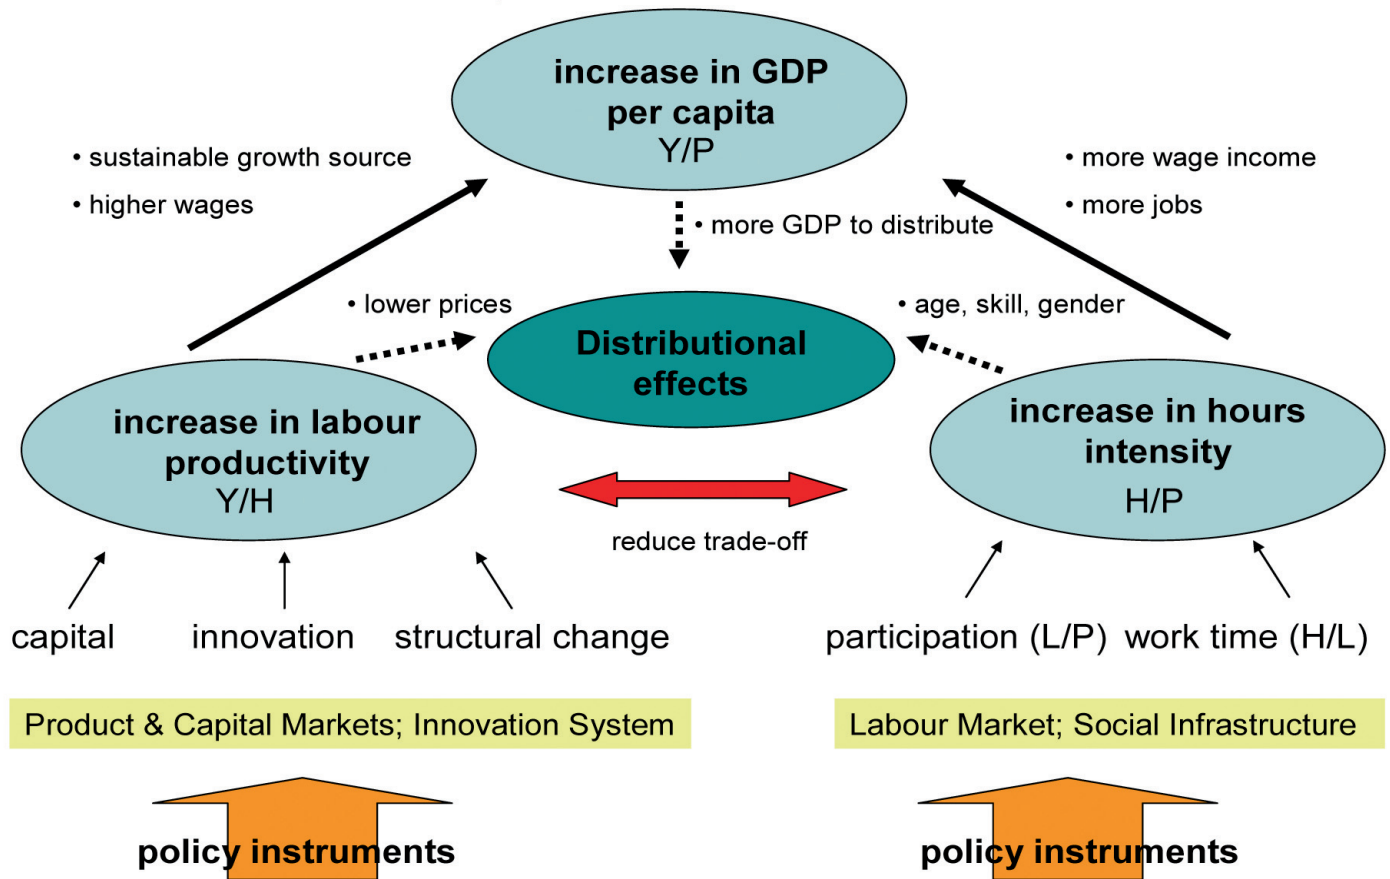 increase in GDP
per capita
Y/P
• sustainable growth source
• higher wages
• more wage income
• more jobs
• more GDP to distribute
• lower prices
• age, skill, gender
Distributional
effects
increase in labour
productivity
Y/H
increase in hours
intensity
H/P
reduce trade-off
capital
innovation
structural change
participation (L/P)
work time (H/L)
Product & Capital Markets; Innovation System
Labour Market; Social Infrastructure
policy instruments
policy instruments